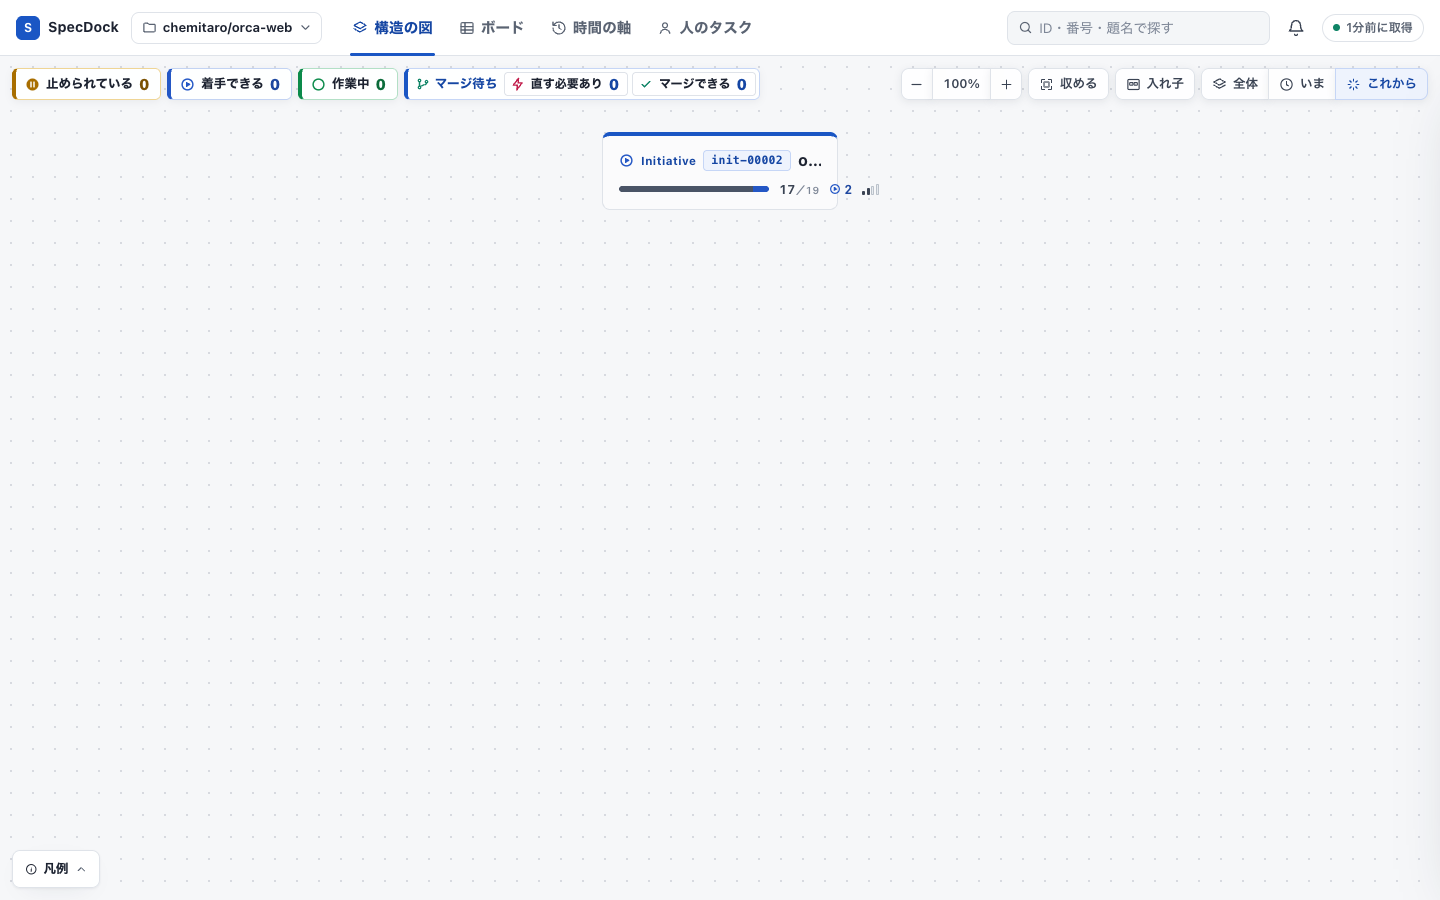 S SpecDock chemitaro/orca-web 構造の図 ボード 時間の軸 人のタスク ID・番号・題名で探す 1分前に取得
止められている 0 着手できる 0 作業中 0 マージ待ち 直す必要あり 0 マージできる 0 − 100% + 収める 入れ子 全体 いま これから
Initiative init-00002 o...
17/19 2
凡例